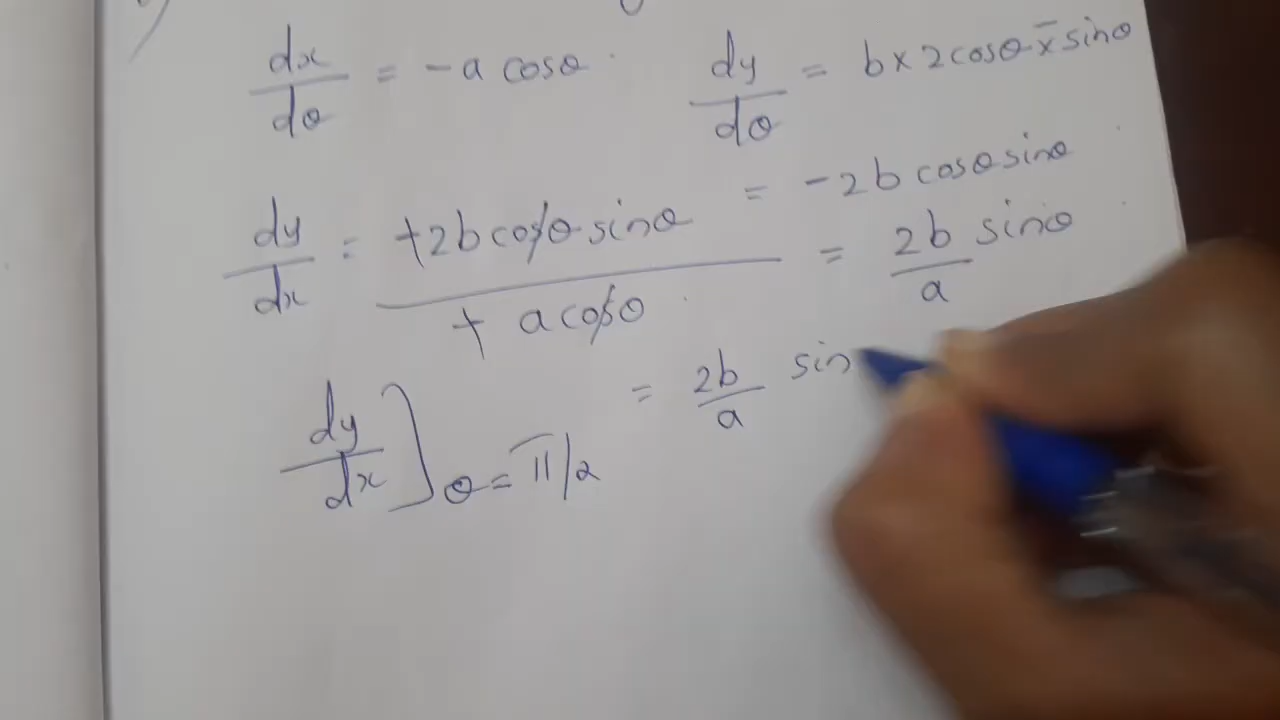 dx/dθ = -a cosθ dy/dθ = b×2cosθ x̄ sinθ
= -2b cosθ sinθ
dy/dx = +2b cosθ sinθ / + a cosθ = 2b/a sinθ
dy/dx]θ=π/2 = 2b/a sin